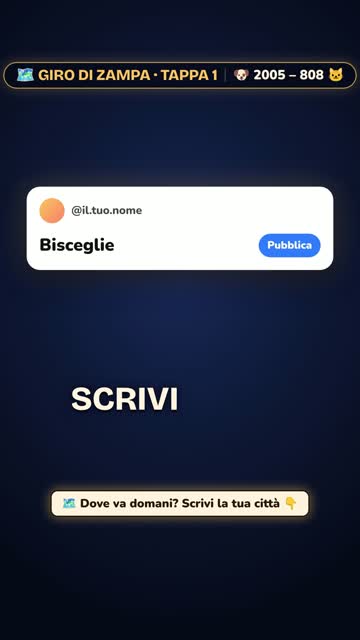 🗺️ GIRO DI ZAMPA • TAPPA 1 | 🐶 2005 – 808 🐱
@il.tuo.nome
Bisceglie
Pubblica
SCRIVI
🗺️ Dove va domani? Scrivi la tua città 👇